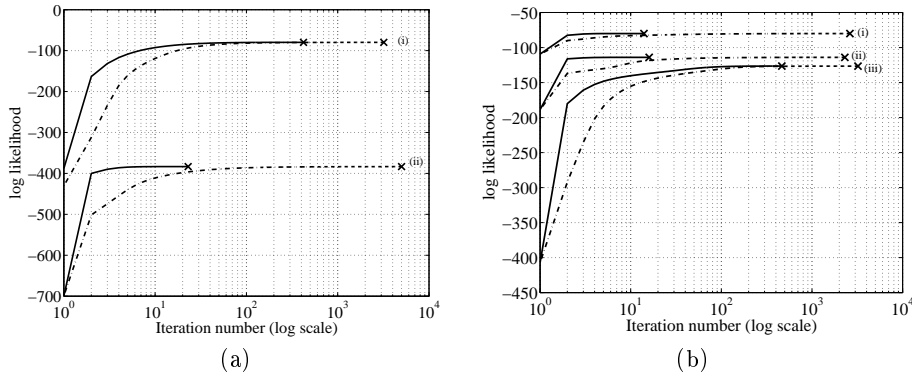 0
−100
−200
−300
−400
−500
−600
−700
log likelihood
(i)
(ii)
10^0
10^1
10^2
10^3
10^4
Iteration number (log scale)
(a)
−50
−100
−150
−200
−250
−300
−350
−400
−450
log likelihood
(i)
(ii)
(iii)
10^0
10^1
10^2
10^3
10^4
Iteration number (log scale)
(b)